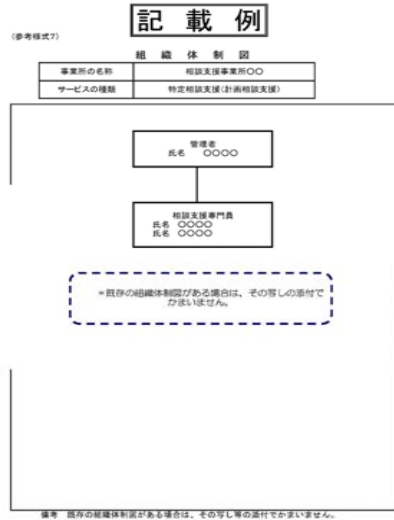 記 載 例
(参考様式7)
組 織 体 制 図
事業所の名称 相談支援事業所〇〇
サービスの種類 特定相談支援(計画相談支援)
管理者
氏名 〇〇〇〇
相談支援専門員
氏名 〇〇〇〇
氏名 〇〇〇〇
*既存の組織体制図がある場合は、その写しの添付で
かまいません。
備考 既存の組織体制図がある場合は、その写し等の添付でかまいません。